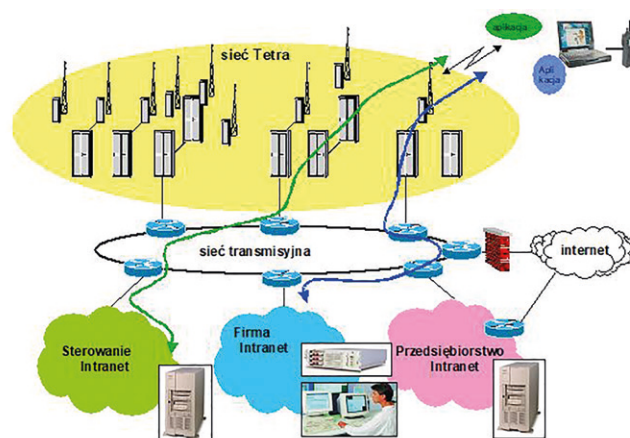 sieć Tetra
aplikacja
Apli
kacja
sieć transmisyjna
internet
Sterowanie
Intranet
Firma
Intranet
Przedsiębiorstwo
Intranet